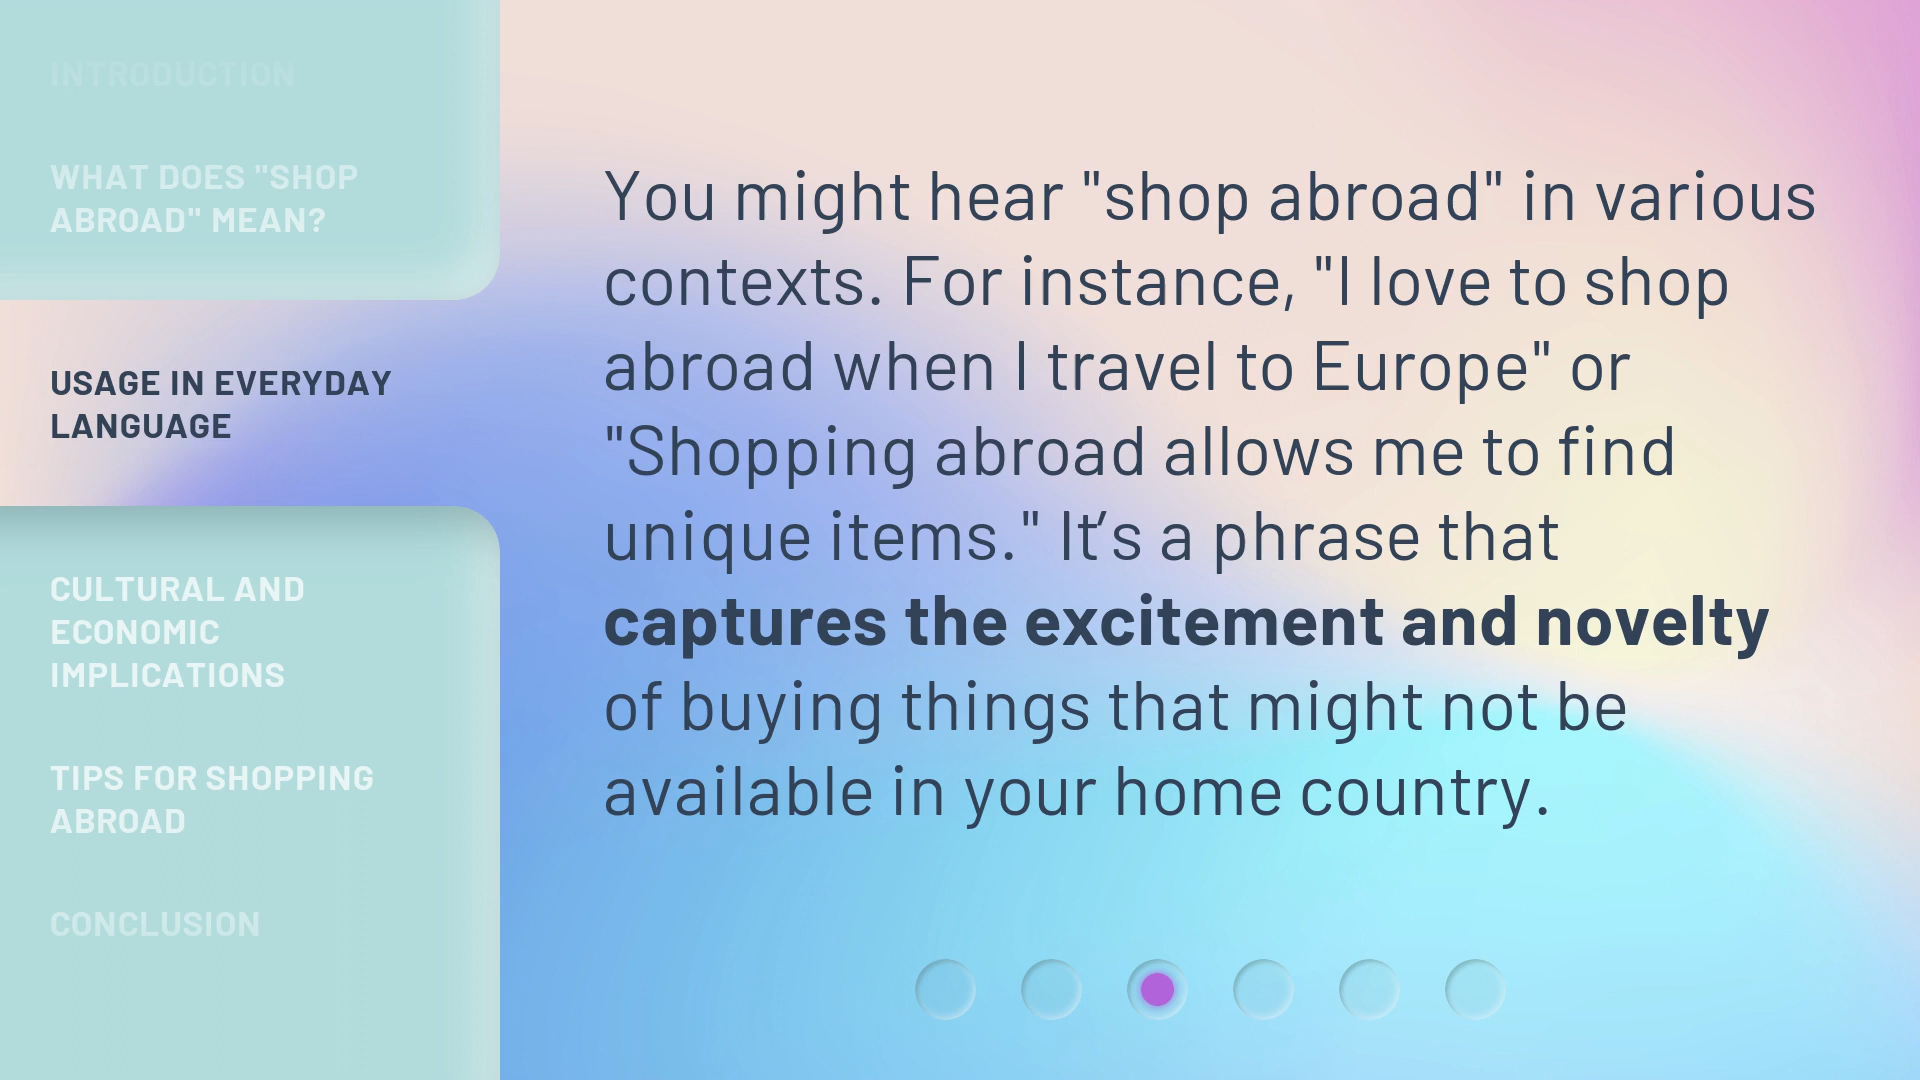 INTRODUCTION
WHAT DOES "SHOP
ABROAD" MEAN?
USAGE IN EVERYDAY
LANGUAGE
CULTURAL AND
ECONOMIC
IMPLICATIONS
TIPS FOR SHOPPING
ABROAD
CONCLUSION
You might hear "shop abroad" in various
contexts. For instance, "I love to shop
abroad when I travel to Europe" or
"Shopping abroad allows me to find
unique items." It’s a phrase that
captures the excitement and novelty
of buying things that might not be
available in your home country.